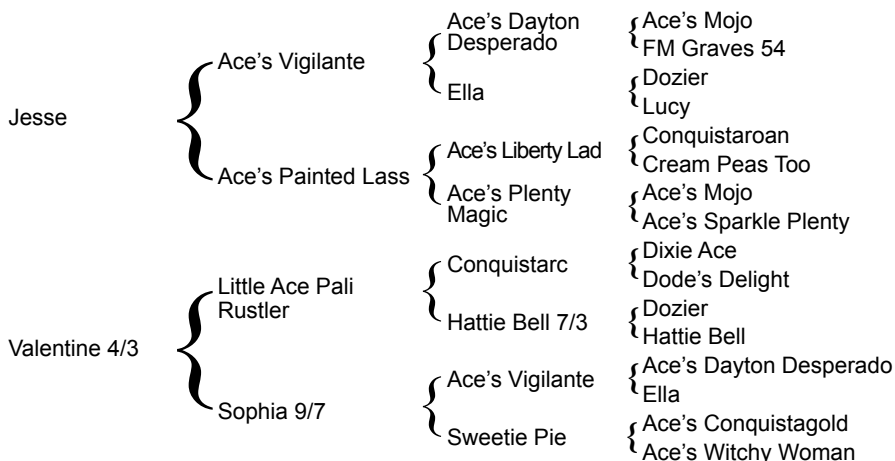 Jesse
Ace's Vigilante
Ace's Dayton
Desperado
Ace's Mojo
FM Graves 54
Ella
Dozier
Lucy
Ace's Painted Lass
Ace's Liberty Lad
Conquistaroan
Cream Peas Too
Ace's Plenty
Magic
Ace's Mojo
Ace's Sparkle Plenty
Valentine 4/3
Little Ace Pali
Rustler
Conquistarc
Dixie Ace
Dode's Delight
Hattie Bell 7/3
Dozier
Hattie Bell
Sophia 9/7
Ace's Vigilante
Ace's Dayton Desperado
Ella
Sweetie Pie
Ace's Conquistagold
Ace's Witchy Woman